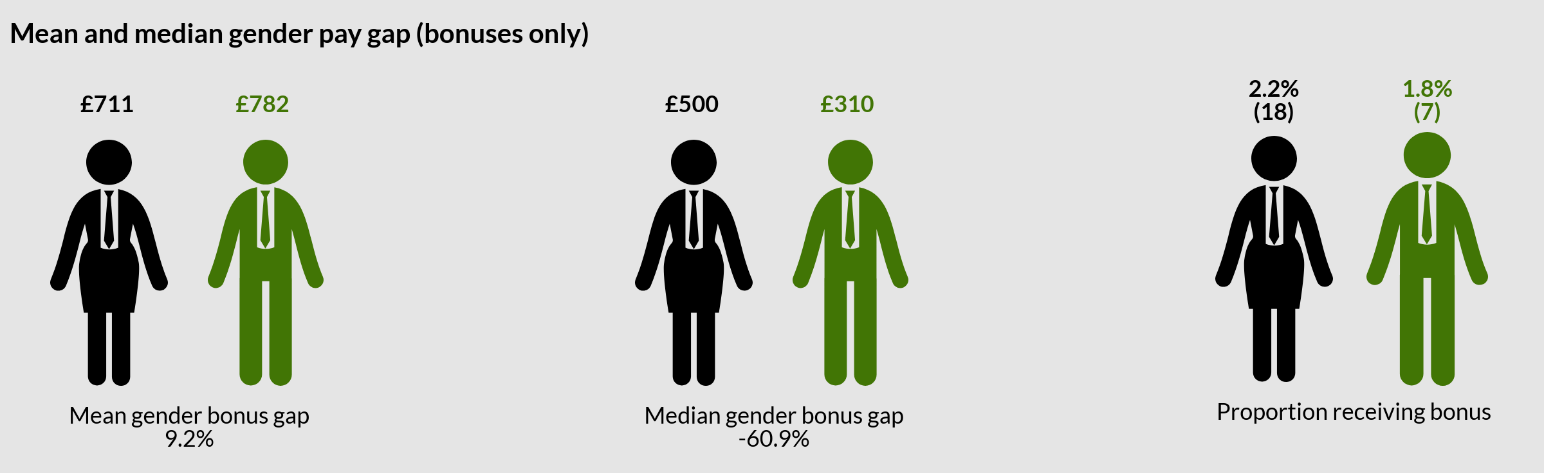 Mean and median gender pay gap (bonuses only)
£711
£782
Mean gender bonus gap
9.2%
£500
£310
Median gender bonus gap
-60.9%
2.2%
(18)
1.8%
(7)
Proportion receiving bonus